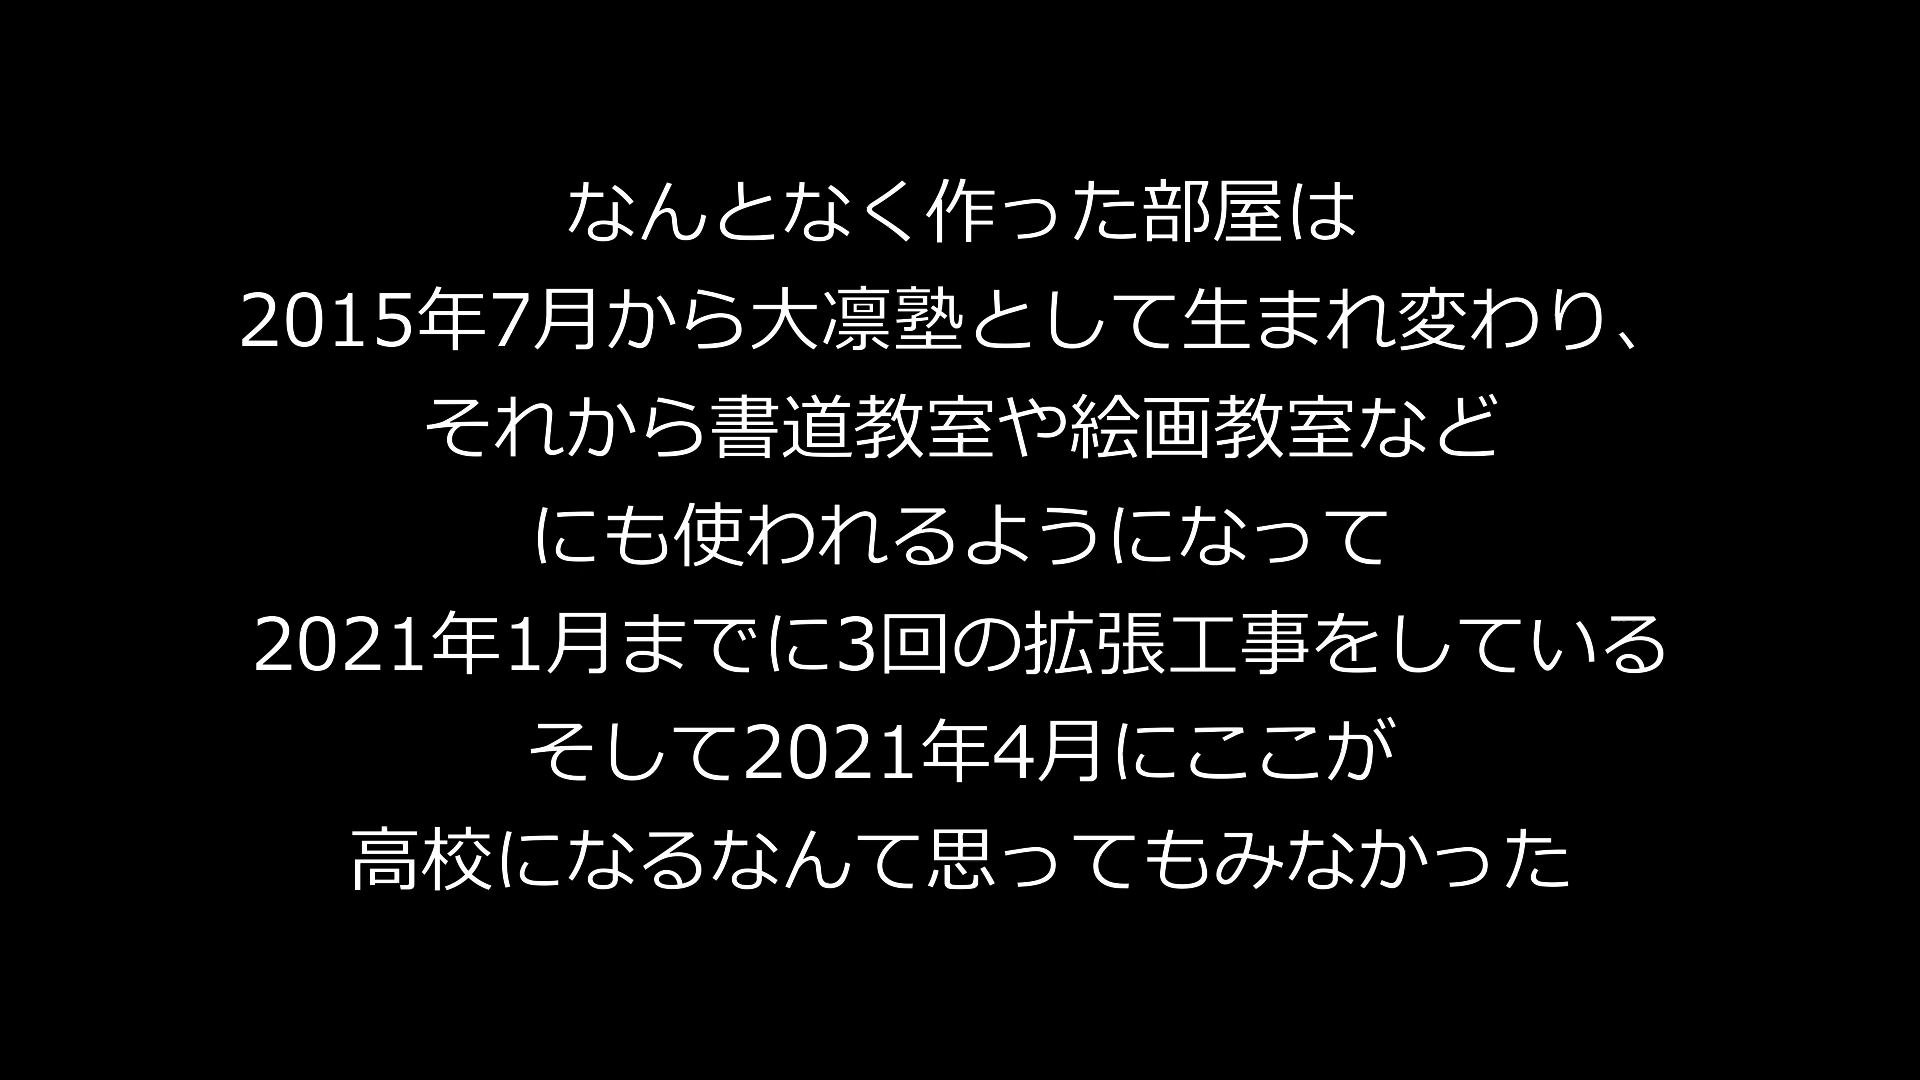 なんとなく作った部屋は
2015年7月から大凛塾として生まれ変わり、
それから書道教室や絵画教室など
にも使われるようになって
2021年1月までに3回の拡張工事をしている
そして2021年4月にここが
高校になるなんて思ってもみなかった